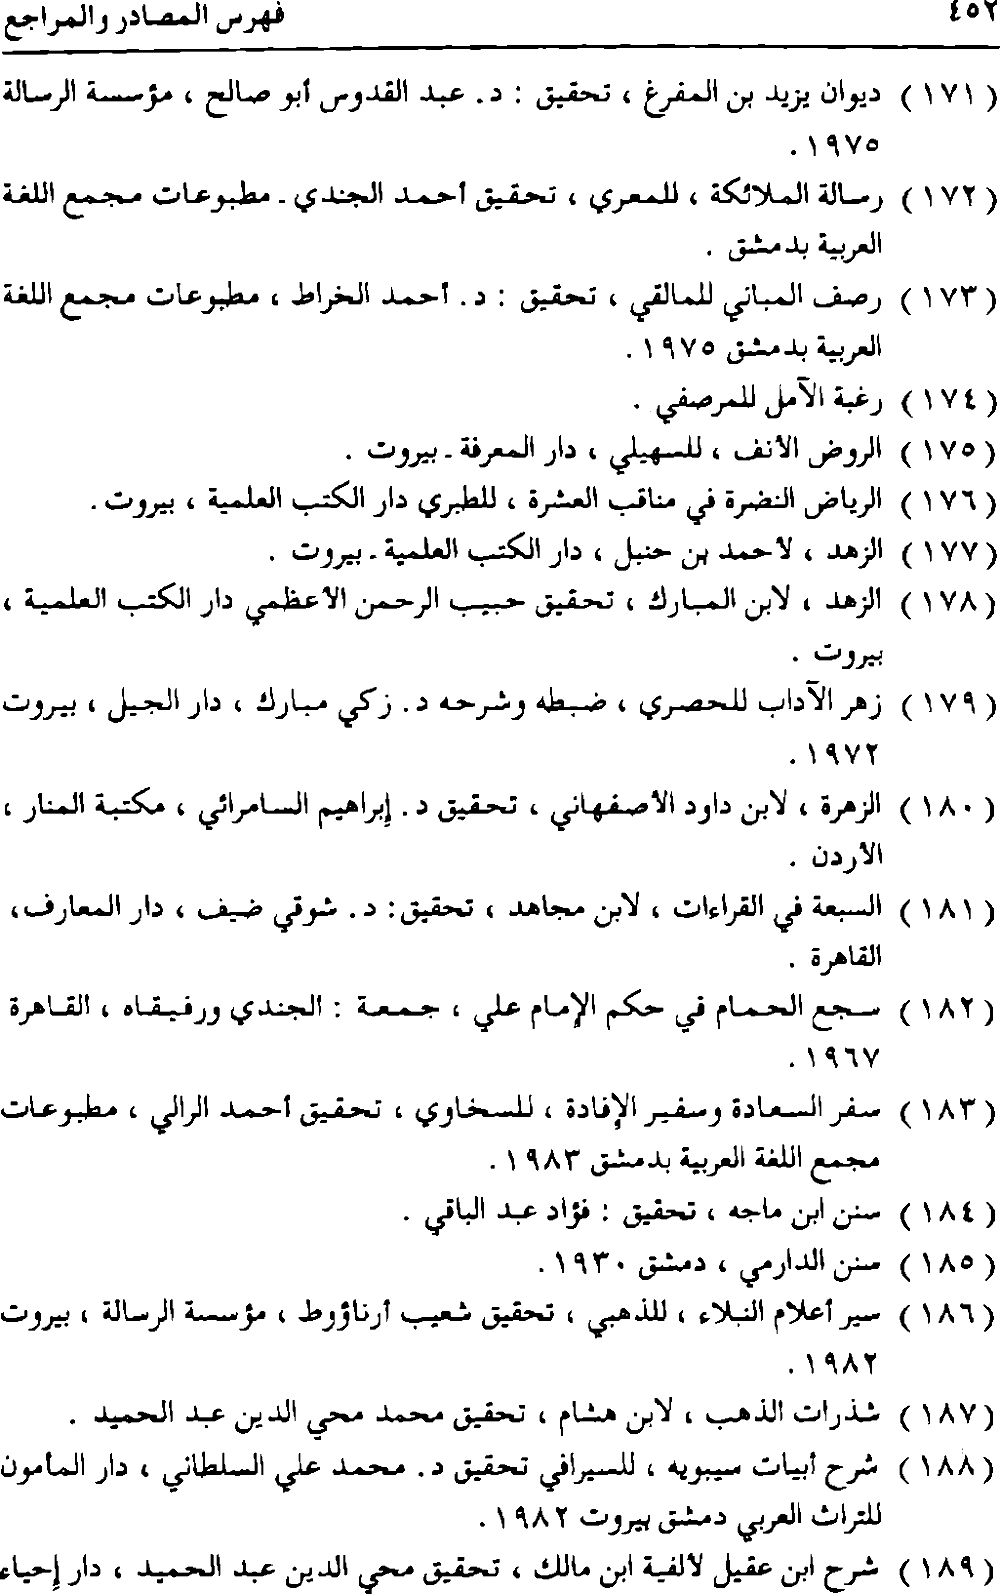 ٤٥٢ فهرس المصادر والمراجع
( ١٧١ ) ديوان يزيد بن المفرغ ، تحقيق : د. عبد القدوس أبو صالح ، مؤسسة الرسالة
١٩٧٥ .
( ١٧٢ ) رسالة الملائكة ، للمعري ، تحقيق أحمد الجندي ـ مطبوعات مجمع اللغة
العربية بدمشق .
( ١٧٣ ) رصف المباني للمالقي ، تحقيق : د. أحمد الخراط ، مطبوعات مجمع اللغة
العربية بدمشق ١٩٧٥ .
( ١٧٤ ) رغبة الآمل للمرصفي .
( ١٧٥ ) الروض الأنف ، للسهيلي ، دار المعرفة ـ بيروت .
( ١٧٦ ) الرياض النضرة في مناقب العشرة ، للطبري دار الكتب العلمية ، بيروت .
( ١٧٧ ) الزهد ، لأحمد بن حنبل ، دار الكتب العلمية ـ بيروت .
( ١٧٨ ) الزهد ، لابن المبارك ، تحقيق حبيب الرحمن الأعظمي دار الكتب العلمية ،
بيروت .
( ١٧٩ ) زهر الآداب للحصري ، ضبطه وشرحه د. زكي مبارك ، دار الجيل ، بيروت
١٩٧٢ .
( ١٨٠ ) الزهرة ، لابن داود الأصفهاني ، تحقيق د. إبراهيم السامرائي ، مكتبة المنار ،
الأردن .
( ١٨١ ) السبعة في القراءات ، لابن مجاهد ، تحقيق: د. شوقي ضيف ، دار المعارف،
القاهرة .
( ١٨٢ ) سجع الحمام في حكم الإمام علي ، جمعة : الجندي ورفيقاه ، القاهرة
١٩٦٧ .
( ١٨٣ ) سفر السعادة وسفير الإفادة ، للسخاوي ، تحقيق أحمد الرالي ، مطبوعات
مجمع اللغة العربية بدمشق ١٩٨٣ .
( ١٨٤ ) سنن ابن ماجه ، تحقيق : فؤاد عبد الباقي .
( ١٨٥ ) سنن الدارمي ، دمشق ١٩٣٠ .
( ١٨٦ ) سير أعلام النبلاء ، للذهبي ، تحقيق شعيب أرناؤوط ، مؤسسة الرسالة ، بيروت
١٩٨٢ .
( ١٨٧ ) شذرات الذهب ، لابن هشام ، تحقيق محمد محي الدين عبد الحميد .
( ١٨٨ ) شرح أبيات سيبويه ، للسيرافي تحقيق د. محمد علي السلطاني ، دار المأمون
للتراث العربي دمشق بيروت ١٩٨٢ .
( ١٨٩ ) شرح ابن عقيل لألفية ابن مالك ، تحقيق محي الدين عبد الحميد ، دار إحياء